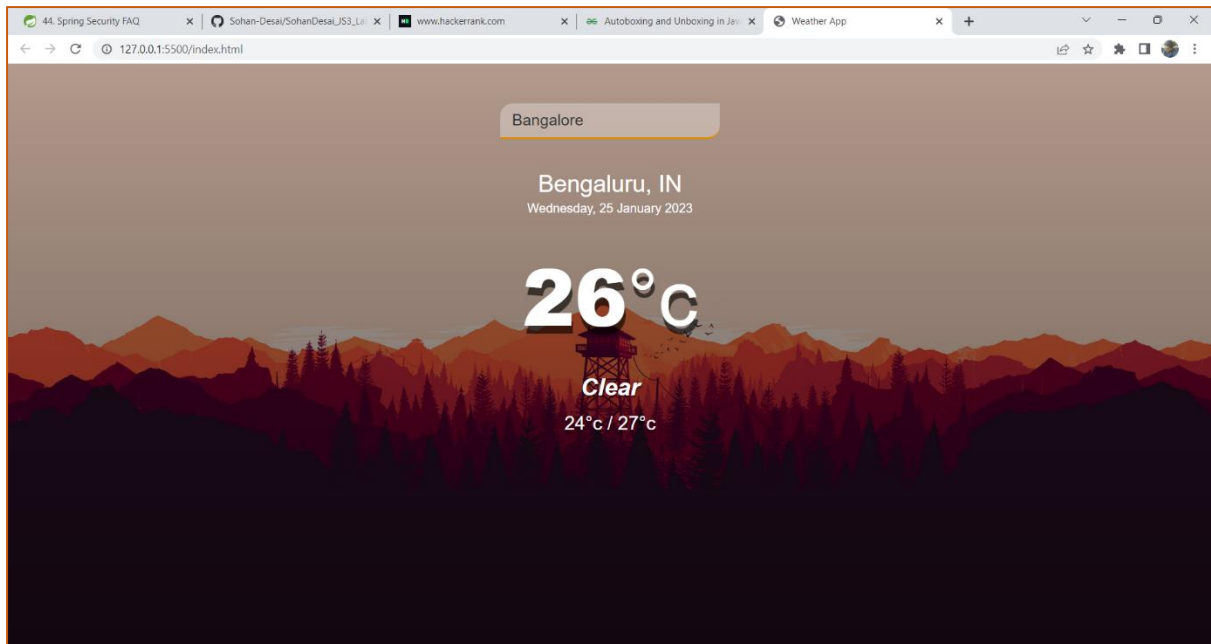 44. Spring Security FAQ
Sohan-Desai/SohanDesai_JS3_La
www.hackerrank.com
Autoboxing and Unboxing in Jav
Weather App
127.0.0.1:5500/index.html
Bangalore
Bengaluru, IN
Wednesday, 25 January 2023
26°c
Clear
24°c / 27°c